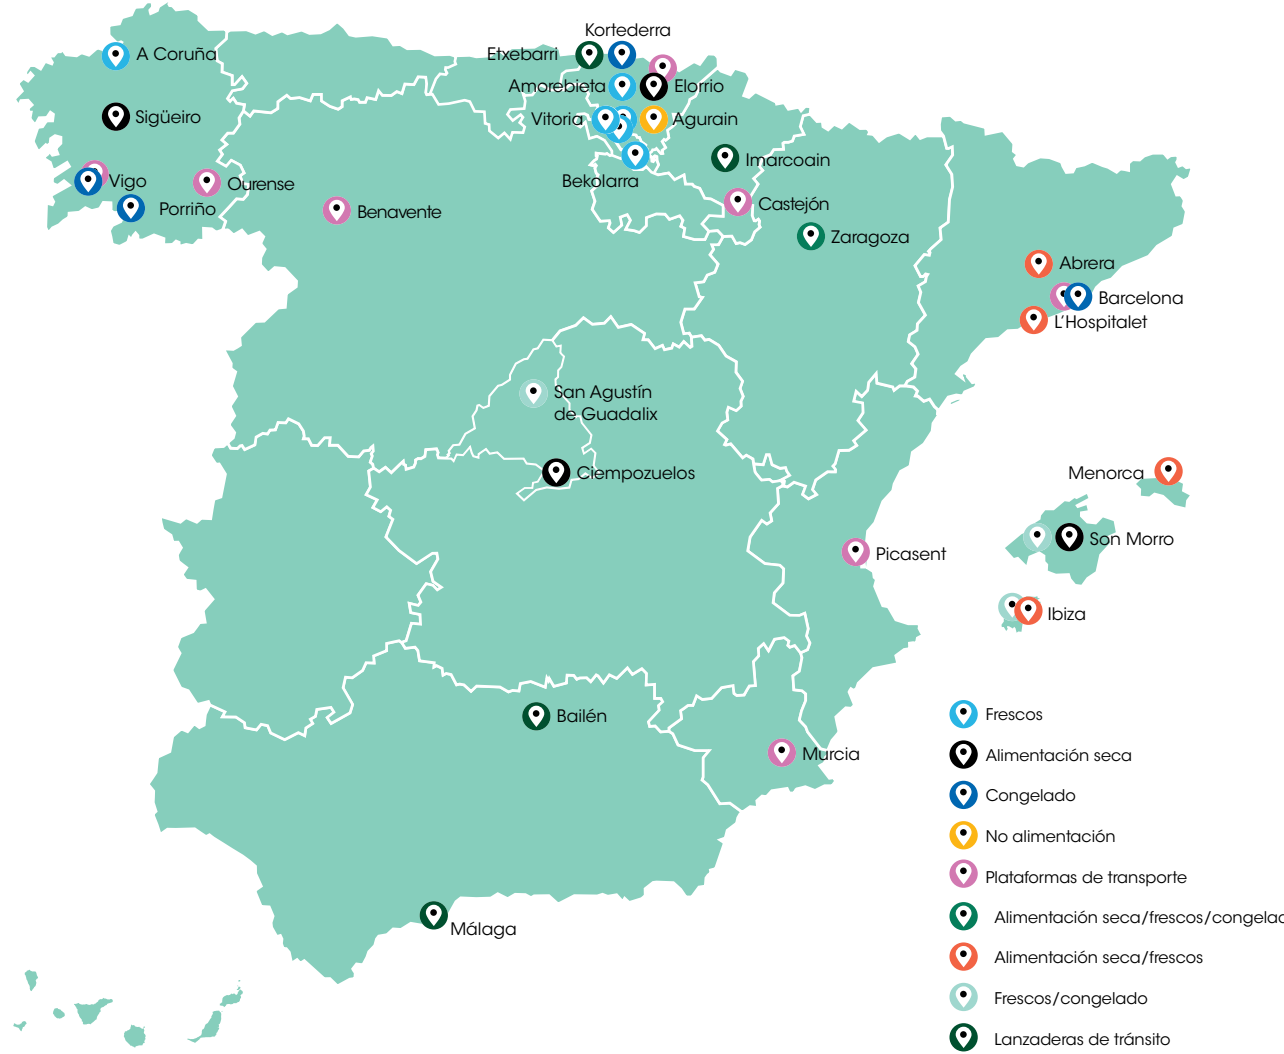 Kortederra
A Coruña
Etxebarri
Amorebieta
Elorrio
Sigüeiro
Vitoria
Agurain
Imarcoain
Vigo
Ourense
Bekolarra
Porriño
Benavente
Castejón
Zaragoza
Abrera
Barcelona
L'Hospitalet
San Agustín
de Guadalix
Ciempozuelos
Menorca
Son Morro
Picasent
Ibiza
Bailén
Murcia
Málaga
Frescos
Alimentación seca
Congelado
No alimentación
Plataformas de transporte
Alimentación seca/frescos/congelac
Alimentación seca/frescos
Frescos/congelado
Lanzaderas de tránsito